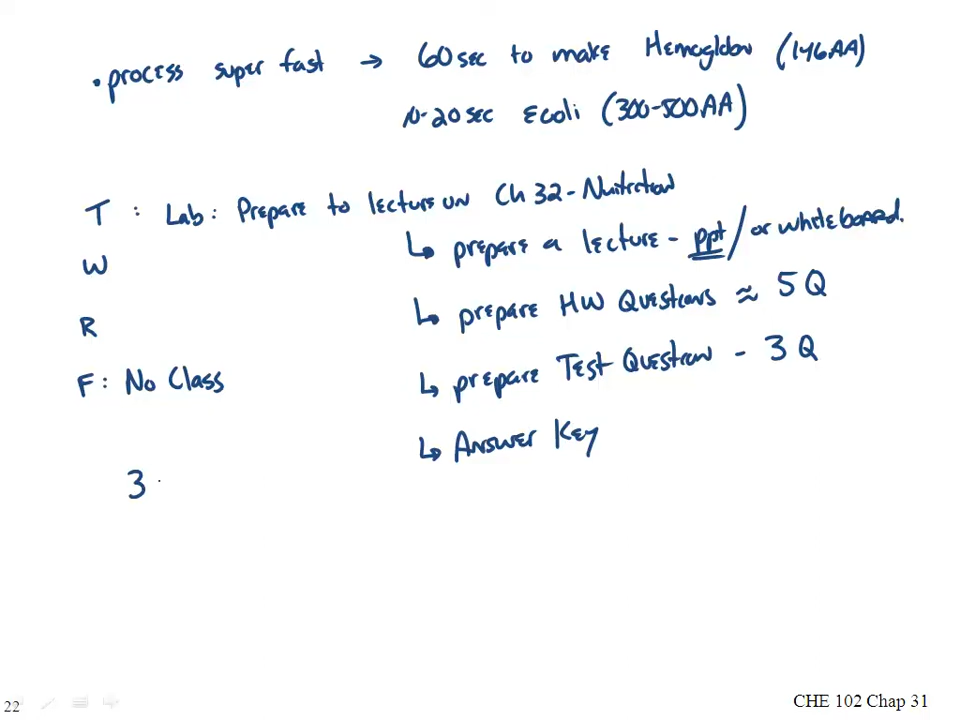 • process super fast → 60 sec to make Hemoglobin (146 AA)
10-20 sec Ecoli (300-500 AA)
T : Lab: Prepare to lecture on Ch 32 - Nutrition
↳ prepare a lecture - ppt / or whiteboard.
W
↳ prepare HW Questions ≈ 5 Q
R
↳ prepare Test Question - 3 Q
F : No Class
↳ Answer Key
3
22
CHE 102 Chap 31